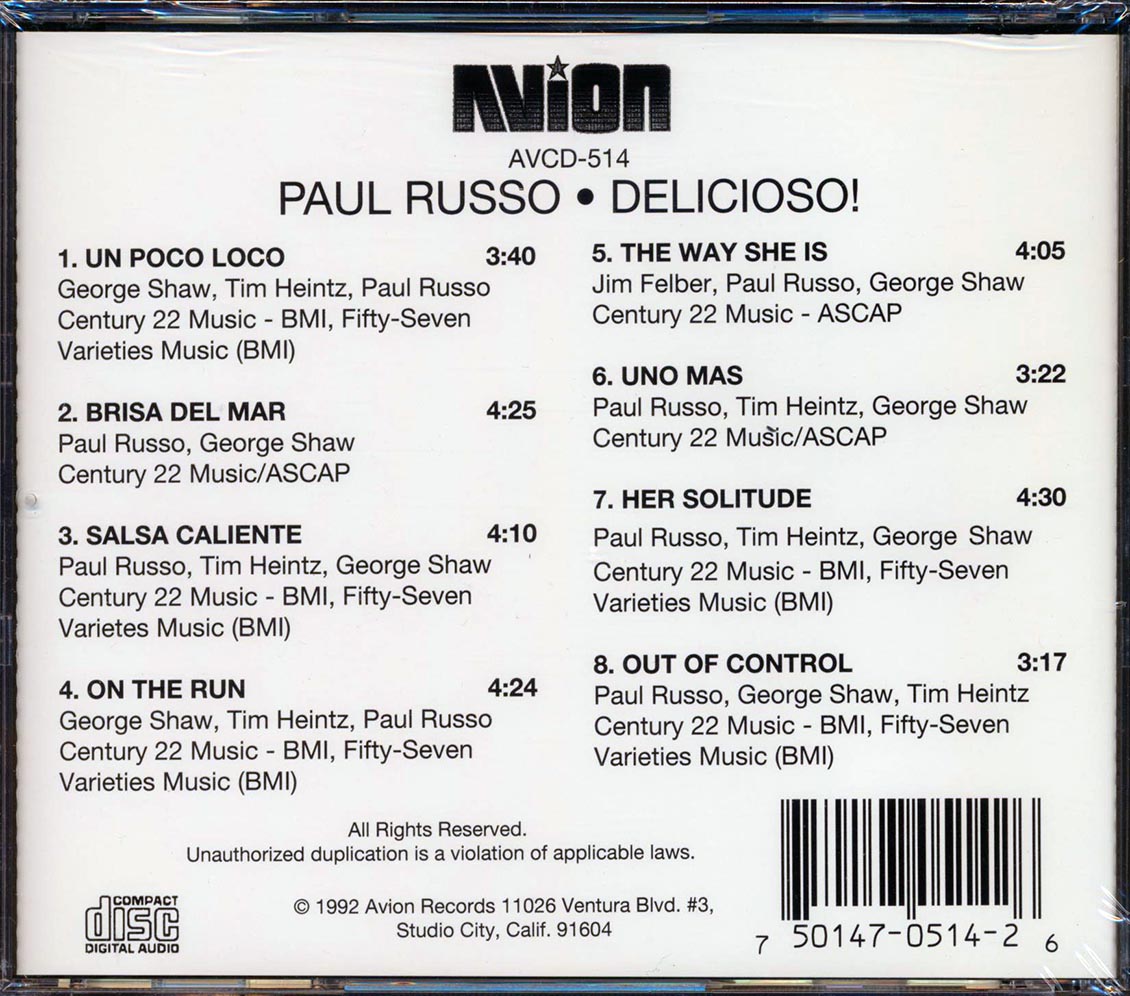 AViON
AVCD-514
PAUL RUSSO • DELICIOSO!
1. UN POCO LOCO 3:40
George Shaw, Tim Heintz, Paul Russo
Century 22 Music - BMI, Fifty-Seven
Varieties Music (BMI)
2. BRISA DEL MAR 4:25
Paul Russo, George Shaw
Century 22 Music/ASCAP
3. SALSA CALIENTE 4:10
Paul Russo, Tim Heintz, George Shaw
Century 22 Music - BMI, Fifty-Seven
Varietes Music (BMI)
4. ON THE RUN 4:24
George Shaw, Tim Heintz, Paul Russo
Century 22 Music - BMI, Fifty-Seven
Varieties Music (BMI)
5. THE WAY SHE IS 4:05
Jim Felber, Paul Russo, George Shaw
Century 22 Music - ASCAP
6. UNO MAS 3:22
Paul Russo, Tim Heintz, George Shaw
Century 22 Music/ASCAP
7. HER SOLITUDE 4:30
Paul Russo, Tim Heintz, George Shaw
Century 22 Music - BMI, Fifty-Seven
Varieties Music (BMI)
8. OUT OF CONTROL 3:17
Paul Russo, George Shaw, Tim Heintz
Century 22 Music - BMI, Fifty-Seven
Varieties Music (BMI)
All Rights Reserved.
Unauthorized duplication is a violation of applicable laws.
© 1992 Avion Records 11026 Ventura Blvd. #3,
Studio City, Calif. 91604
COMPACT
disc
DIGITAL AUDIO
7 50147-0514-2 6